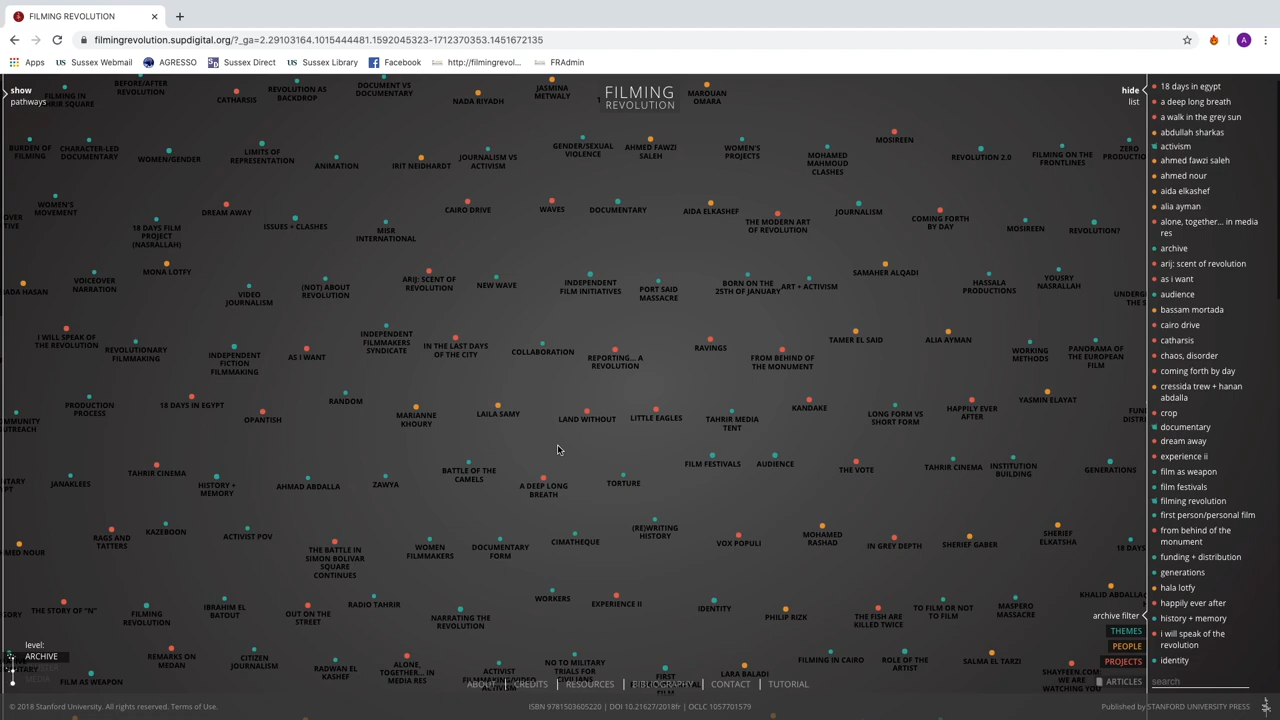 FILMING REVOLUTION
filmingrevolution.supdigital.org/?_ga=2.29103164.1015444481.1592045323-1712370353.1451672135
Apps Sussex Webmail AGRESSO Sussex Direct Sussex Library Facebook http://filmingrevol... FRAdmin
show
pathways
FILMING
REVOLUTION
hide
list
FILMING IN
BEFORE/AFTER
REVOLUTION
CATHARSIS
REVOLUTION AS
BACKDROP
DOCUMENT VS
DOCUMENTARY
NADA RIYADH
JASMINA
METWALY
MAROUAN
OMARA
BURDEN OF
FILMING
CHARACTER-LED
DOCUMENTARY
WOMEN/GENDER
LIMITS OF
REPRESENTATION
ANIMATION
IRIT NEIDHARDT
JOURNALISM VS
ACTIVISM
GENDER/SEXUAL
VIOLENCE
AHMED FAWZI
SALEH
WOMEN'S
PROJECTS
MOHAMED
MAHMOUD
CLASHES
MOSIREEN
REVOLUTION 2.0
FILMING ON THE
FRONTLINES
ZERO
PRODUCTIO
WOMEN'S
MOVEMENT
18 DAYS FILM
PROJECT
(NASRALLAH)
DREAM AWAY
ISSUES + CLASHES
MISR
INTERNATIONAL
CAIRO DRIVE
WAVES
DOCUMENTARY
AIDA ELKASHEF
THE MODERN ART
OF REVOLUTION
JOURNALISM
COMING FORTH
BY DAY
MOSIREEN
REVOLUTION?
ADA HASAN
VOICEOVER
NARRATION
MONA LOTFY
VIDEO
JOURNALISM
(NOT) ABOUT
REVOLUTION
ARIJ: SCENT OF
REVOLUTION
NEW WAVE
INDEPENDENT
FILM INITIATIVES
PORT SAID
MASSACRE
BORN ON THE
25TH OF JANUARY
ART + ACTIVISM
SAMAHER ALQADI
HASSALA
PRODUCTIONS
YOUSRY
NASRALLAH
UNDERG
I WILL SPEAK OF
THE REVOLUTION
REVOLUTIONARY
FILMMAKING
INDEPENDENT
FICTION
FILMMAKING
AS I WANT
INDEPENDENT
FILMMAKERS
SYNDICATE
IN THE LAST DAYS
OF THE CITY
COLLABORATION
REPORTING... A
REVOLUTION
RAVINGS
FROM BEHIND OF
THE MONUMENT
TAMER EL SAID
ALIA AYMAN
WORKING
METHODS
PANORAMA OF
THE EUROPEAN
FILM
PRODUCTION
PROCESS
18 DAYS IN EGYPT
OPANTISH
RANDOM
MARIANNE
KHOURY
LAILA SAMY
LAND WITHOUT
LITTLE EAGLES
TAHRIR MEDIA
TENT
KANDAKE
LONG FORM VS
SHORT FORM
HAPPILY EVER
AFTER
YASMIN ELAYAT
JANAKLEES
TAHRIR CINEMA
HISTORY +
MEMORY
AHMAD ABDALLA
ZAWYA
BATTLE OF THE
CAMELS
A DEEP LONG
BREATH
TORTURE
FILM FESTIVALS
AUDIENCE
THE VOTE
TAHRIR CINEMA
INSTITUTION
BUILDING
GENERATIONS
HMED NOUR
RAGS AND
TATTERS
KAZEBOON
ACTIVIST POV
THE BATTLE IN
SIMON BOLIVAR
SQUARE
CONTINUES
WOMEN
FILMMAKERS
DOCUMENTARY
FORM
CIMATHEQUE
(RE)WRITING
HISTORY
VOX POPULI
MOHAMED
RASHAD
IN GREY DEPTH
SHERIEF GABER
SHERIEF
ELKATSHA
18 DAYS
THE STORY OF "N"
FILMING
REVOLUTION
IBRAHIM EL
BATOUT
OUT ON THE
STREET
RADIO TAHRIR
NARRATING THE
REVOLUTION
WORKERS
EXPERIENCE II
IDENTITY
PHILIP RIZK
THE FISH ARE
KILLED TWICE
TO FILM OR NOT
TO FILM
MASPERO
MASSACRE
KHALID ABDALLA
FILM AS WEAPON
REMARKS ON
MEDAN
CITIZEN
JOURNALISM
RADWAN EL
KASHEF
ALONE,
TOGETHER... IN
MEDIA RES
ACTIVIST
NO TO MILITARY
TRIALS FOR
CIVILIANS
LARA BALADI
FILMING IN CAIRO
ROLE OF THE
ARTIST
SALMA EL TARZI
SHAYFEEN.COM:
WE ARE
WATCHING YOU
level:
ARCHIVE
18 days in egypt
a deep long breath
a walk in the grey sun
abdullah sharkas
activism
ahmed fawzi saleh
ahmed nour
aida elkashef
alia ayman
alone, together... in media
res
archive
arij: scent of revolution
as i want
audience
bassam mortada
cairo drive
catharsis
chaos, disorder
coming forth by day
cressida trew + hanan
abdalla
crop
documentary
dream away
experience ii
film as weapon
film festivals
filming revolution
first person/personal film
from behind of the
monument
funding + distribution
generations
hala lotfy
happily ever after
history + memory
i will speak of the
revolution
identity
archive filter
THEMES
PEOPLE
PROJECTS
ARTICLES
search
ABOUT CREDITS RESOURCES BIBLIOGRAPHY CONTACT TUTORIAL
© 2018 Stanford University. All rights reserved. Terms of Use.
ISBN 9781503605220 | DOI 10.21627/2018fr | OCLC 1057701579
Published by STANFORD UNIVERSITY PRESS